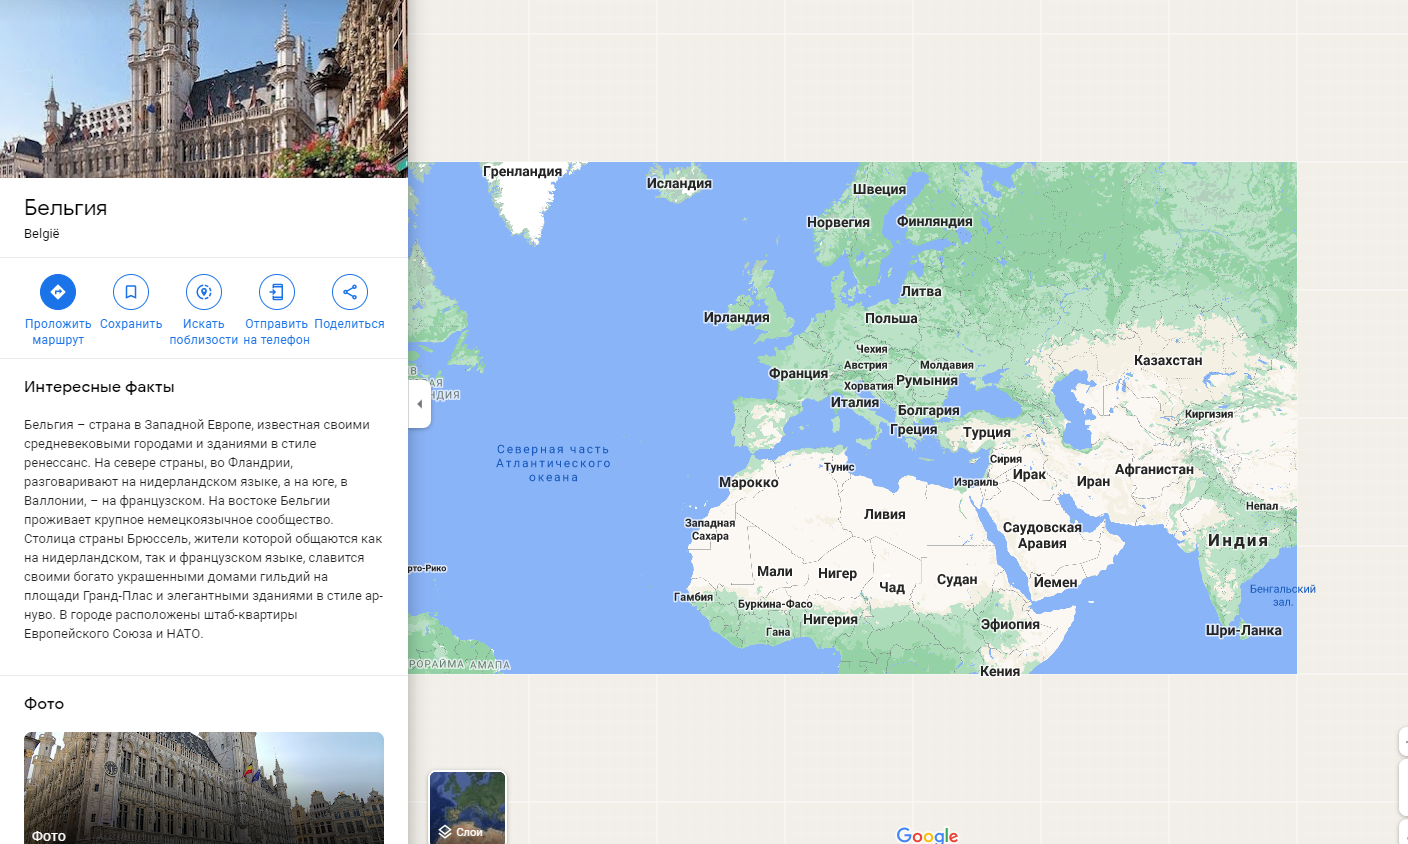 Бельгия
België
Проложить
маршрут
Сохранить
Искать
поблизости
Отправить
на телефон
Поделиться
Интересные факты
Бельгия – страна в Западной Европе, известная своими
средневековыми городами и зданиями в стиле
ренессанс. На севере страны, во Фландрии,
разговаривают на нидерландском языке, а на юге, в
Валлонии, – на французском. На востоке Бельгии
проживает крупное немецкоязычное сообщество.
Столица страны Брюссель, жители которой общаются как
на нидерландском, так и французском языке, славится
своими богато украшенными домами гильдий на
площади Гранд-Плас и элегантными зданиями в стиле ар-
нуво. В городе расположены штаб-квартиры
Европейского Союза и НАТО.
Фото
Фото
Гренландия
Исландия
Швеция
Норвегия
Финляндия
Литва
Ирландия
Польша
Чехия
Австрия
Молдавия
Казахстан
Франция
Хорватия
Румыния
Италия
Болгария
Киргизия
Греция
Турция
Северная часть
Атлантического
океана
Тунис
Сирия
Марокко
Израиль
Ирак
Иран
Афганистан
Непал
Западная
Сахара
Ливия
Саудовская
Аравия
Индия
рто-Рико
Мали
Нигер
Чад
Судан
Йемен
Бенгальский
зал.
Гамбия
Буркина-Фасо
Нигерия
Гана
Эфиопия
Шри-Ланка
РОРАЙМА
АМАПА
Кения
Слои
Google